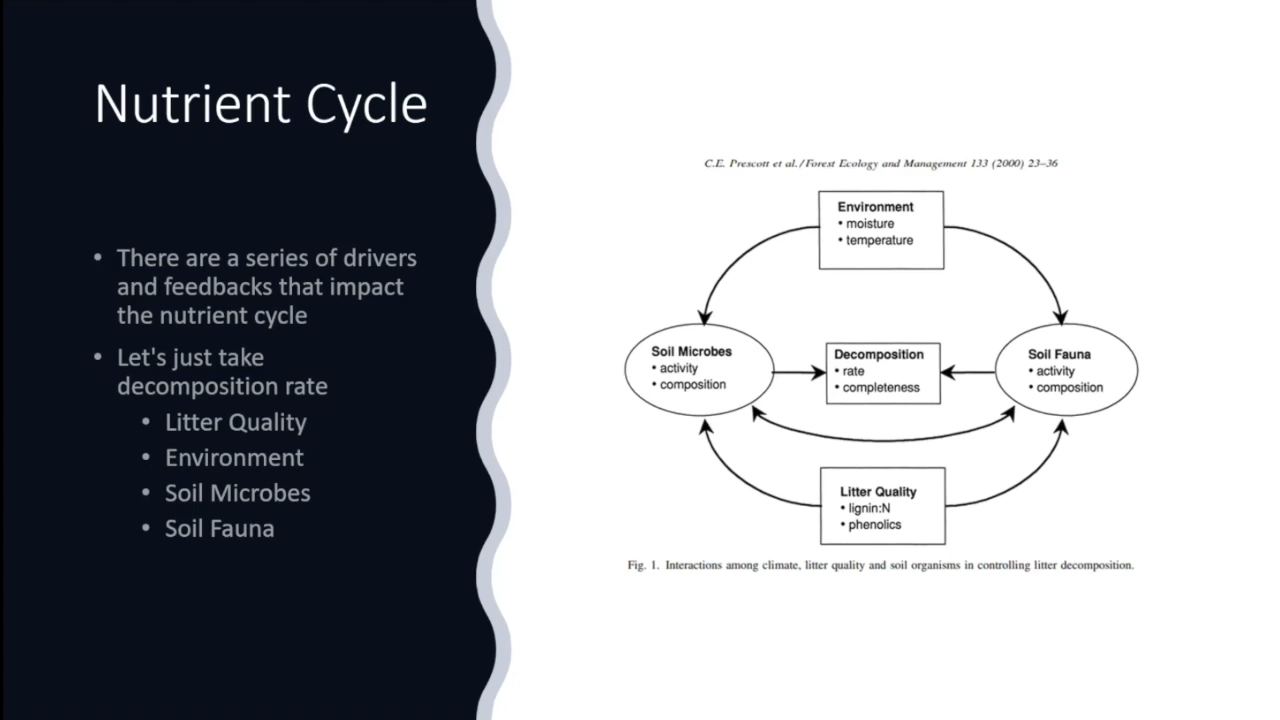 Nutrient Cycle
• There are a series of drivers
and feedbacks that impact
the nutrient cycle
• Let's just take
decomposition rate
• Litter Quality
• Environment
• Soil Microbes
• Soil Fauna
C.E. Prescott et al./Forest Ecology and Management 133 (2000) 23–36
Environment
• moisture
• temperature
Soil Microbes
• activity
• composition
Decomposition
• rate
• completeness
Soil Fauna
• activity
• composition
Litter Quality
• lignin:N
• phenolics
Fig. 1. Interactions among climate, litter quality and soil organisms in controlling litter decomposition.